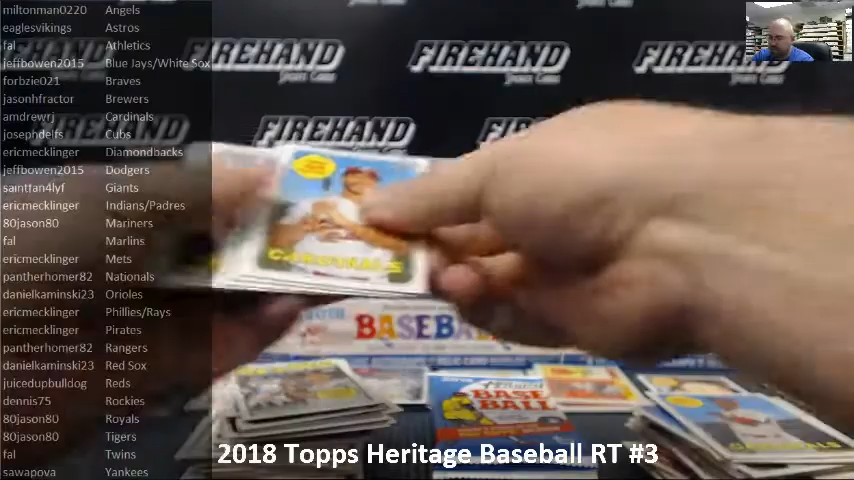 miltonman0220 Angels
eaglesvikings Astros
fal Athletics
jeffbowen2015 Blue Jays/White Sox
forbzie021 Braves
jasonhfractor Brewers
amdrewrj Cardinals
josephdelfs Cubs
ericmecklinger Diamondbacks
jeffbowen2015 Dodgers
saintfan4lyf Giants
ericmecklinger Indians/Padres
80jason80 Mariners
fal Marlins
ericmecklinger Mets
pantherhomer82 Nationals
danielkaminski23 Orioles
ericmecklinger Phillies/Rays
ericmecklinger Pirates
pantherhomer82 Rangers
danielkaminski23 Red Sox
juicedupbulldog Reds
dennis75 Rockies
80jason80 Royals
80jason80 Tigers
fal Twins
sawapova Yankees
FIREHAND FIREHAND FIREHAND
FIREHAND
CARDINALS
BASEBALL
BASE
BALL
CARDINALS
2018 Topps Heritage Baseball RT #3